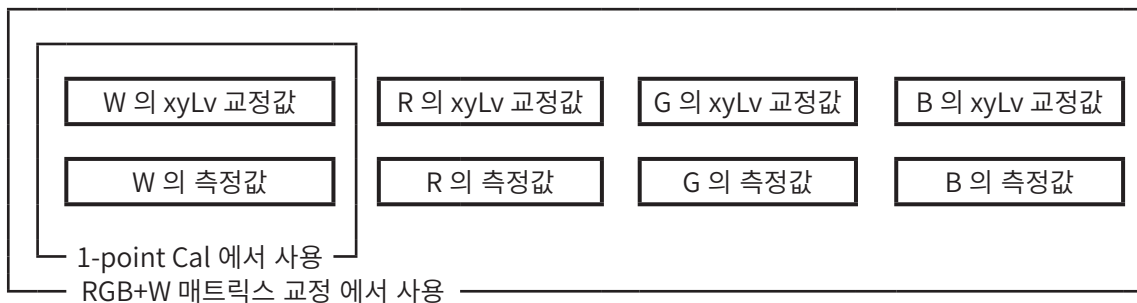 W 의 xyLv 교정값 R 의 xyLv 교정값 G 의 xyLv 교정값 B 의 xyLv 교정값
W 의 측정값 R 의 측정값 G 의 측정값 B 의 측정값
1-point Cal 에서 사용
RGB+W 매트릭스 교정 에서 사용